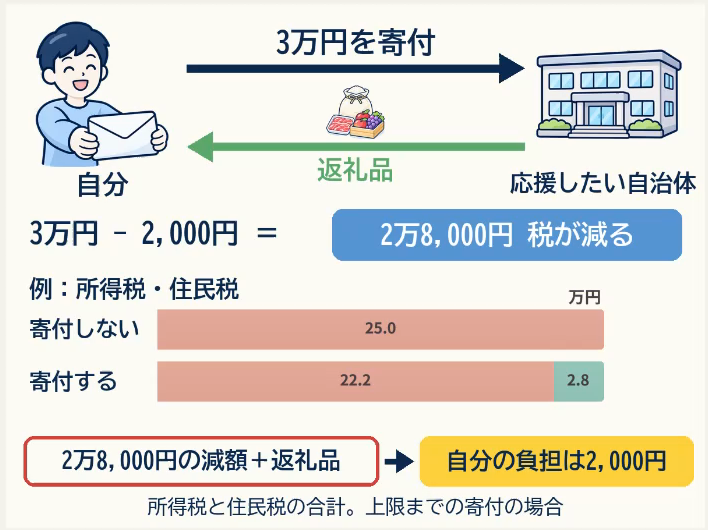 3万円を寄付
返礼品
自分
応援したい自治体
3万円 - 2,000円 =
2万8,000円 税が減る
例：所得税・住民税
万円
寄付しない
25.0
寄付する
22.2
2.8
2万8,000円の減額＋返礼品
自分の負担は2,000円
所得税と住民税の合計。上限までの寄付の場合